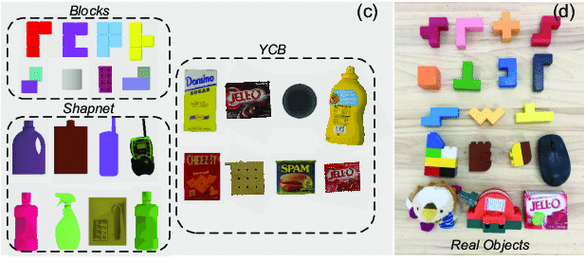 Blocks
(c)
(d)
YCB
Domino
SUGAR
JELL-O
Shapnet
CHEEZ-IT
SPAM
JELL-O
JELL-O
Real Objects